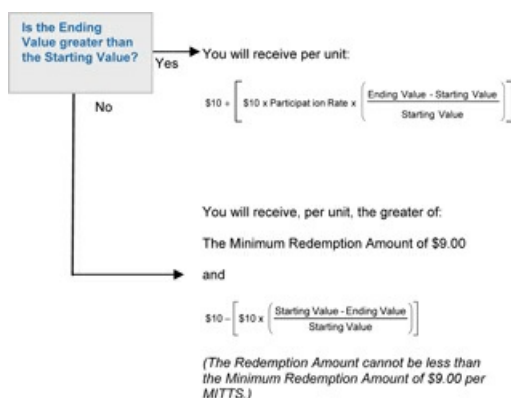 Is the Ending
Value greater than
the Starting Value?
Yes
You will receive per unit:
$10 + [ $10 x Participat ion Rate x ( Ending Value - Starting Value / Starting Value ) ]
No
You will receive, per unit, the greater of:
The Minimum Redemption Amount of $9.00
and
$10 – [ $10 x ( Starting Value - Ending Value / Starting Value ) ]
(The Redemption Amount cannot be less than
the Minimum Redemption Amount of $9.00 per
MITTS.)